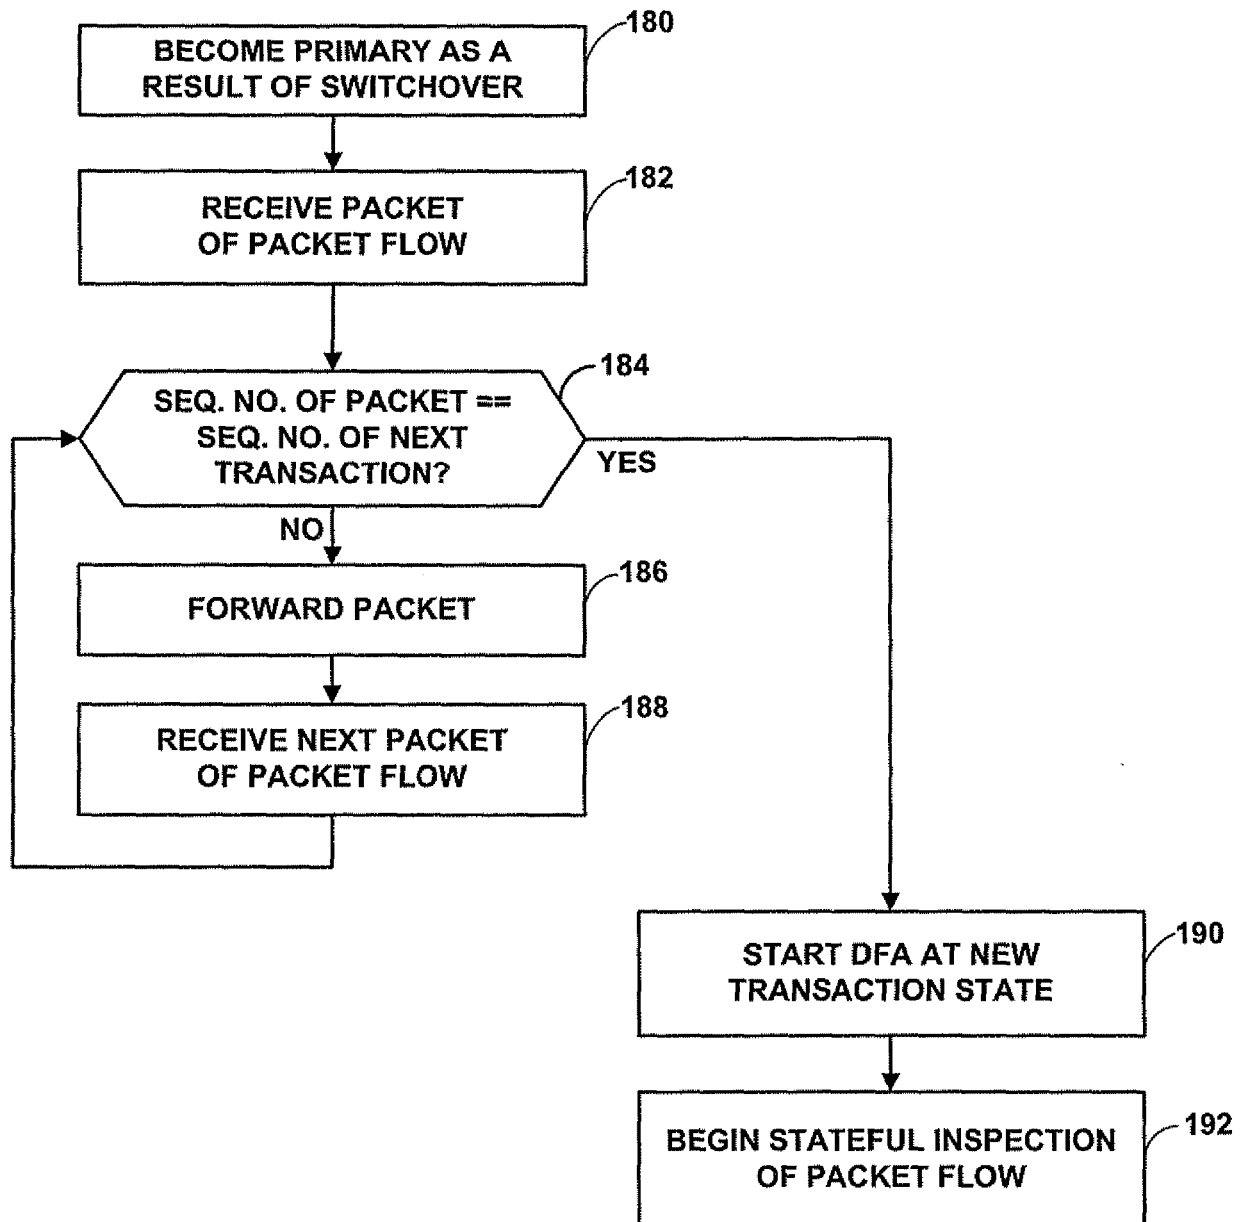 180
BECOME PRIMARY AS A
RESULT OF SWITCHOVER
182
RECEIVE PACKET
OF PACKET FLOW
184
SEQ. NO. OF PACKET ==
SEQ. NO. OF NEXT
TRANSACTION?
YES
NO
186
FORWARD PACKET
188
RECEIVE NEXT PACKET
OF PACKET FLOW
190
START DFA AT NEW
TRANSACTION STATE
192
BEGIN STATEFUL INSPECTION
OF PACKET FLOW